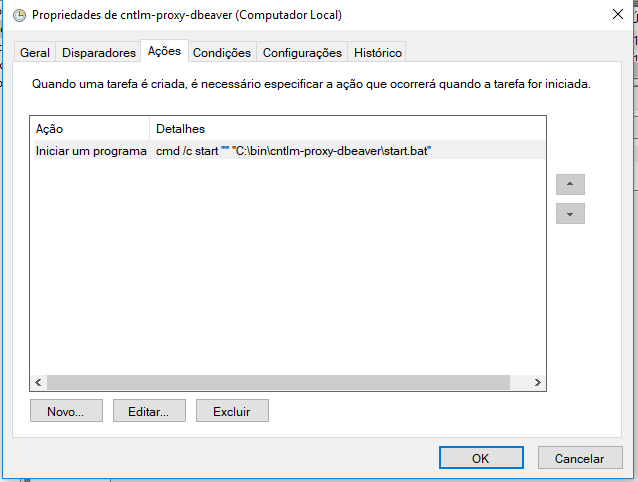 Propriedades de cntlm-proxy-dbeaver (Computador Local)
Geral Disparadores Ações Condições Configurações Histórico
Quando uma tarefa é criada, é necessário especificar a ação que ocorrerá quando a tarefa for iniciada.
Ação Detalhes
Iniciar um programa cmd /c start "" "C:\bin\cntlm-proxy-dbeaver\start.bat"
Novo... Editar... Excluir
OK Cancelar